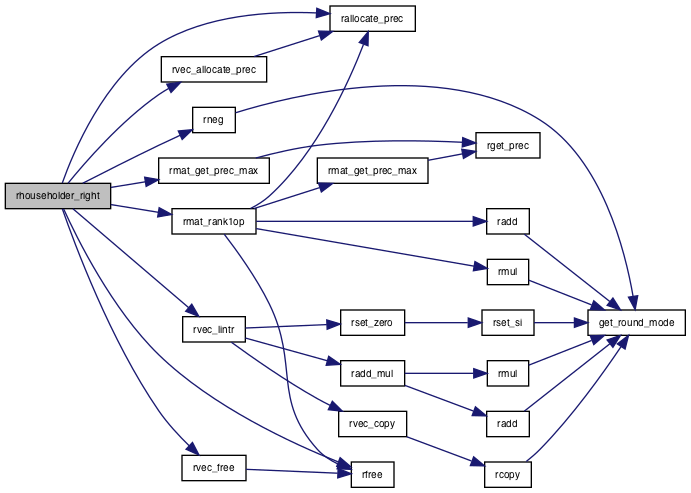 rallocate_prec
rvec_allocate_prec
rneg
rget_prec
rmat_get_prec_max
rmat_get_prec_max
rhouseholder_right
rmat_rank1op
radd
rmul
rvec_lintr
rset_zero
rset_si
get_round_mode
radd_mul
rmul
rvec_copy
radd
rvec_free
rfree
rcopy